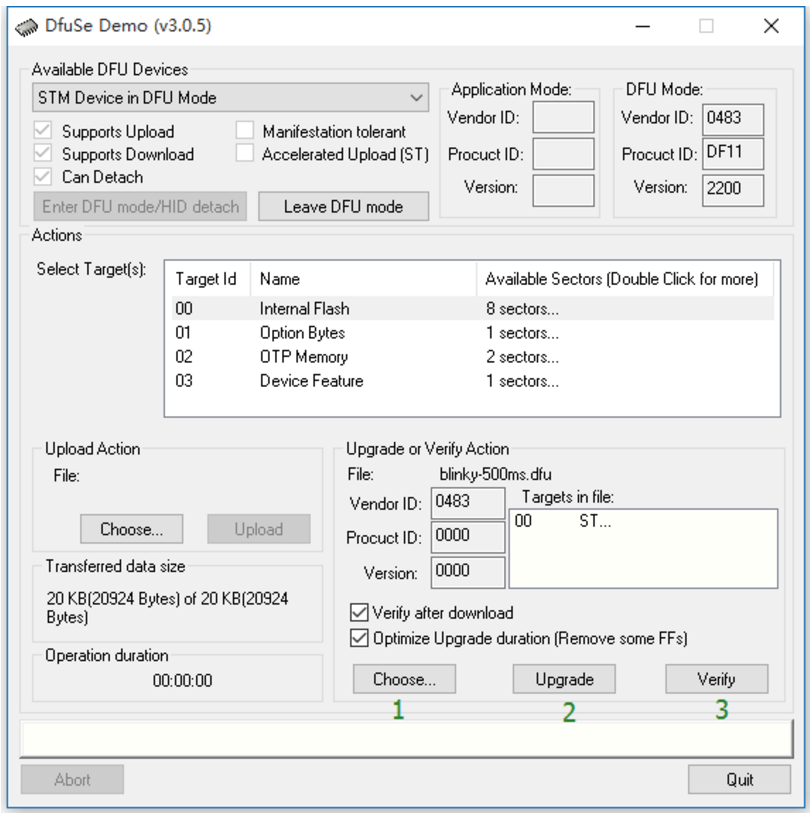 DfuSe Demo (v3.0.5)
Available DFU Devices
STM Device in DFU Mode
Supports Upload
Manifestation tolerant
Supports Download
Accelerated Upload (ST)
Can Detach
Enter DFU mode/HID detach
Leave DFU mode
Application Mode:
Vendor ID:
Procuct ID:
Version:
DFU Mode:
Vendor ID: 0483
Procuct ID: DF11
Version: 2200
Actions
Select Target(s):
Target Id Name Available Sectors (Double Click for more)
00 Internal Flash 8 sectors...
01 Option Bytes 1 sectors...
02 OTP Memory 2 sectors...
03 Device Feature 1 sectors...
Upload Action
File:
Choose...
Upload
Transferred data size
20 KB(20924 Bytes) of 20 KB(20924
Bytes)
Operation duration
00:00:00
Upgrade or Verify Action
File: blinky-500ms.dfu
Vendor ID: 0483
Procuct ID: 0000
Version: 0000
Targets in file:
00 ST...
Verify after download
Optimize Upgrade duration (Remove some FFs)
Choose...
Upgrade
Verify
1
2
3
Abort
Quit